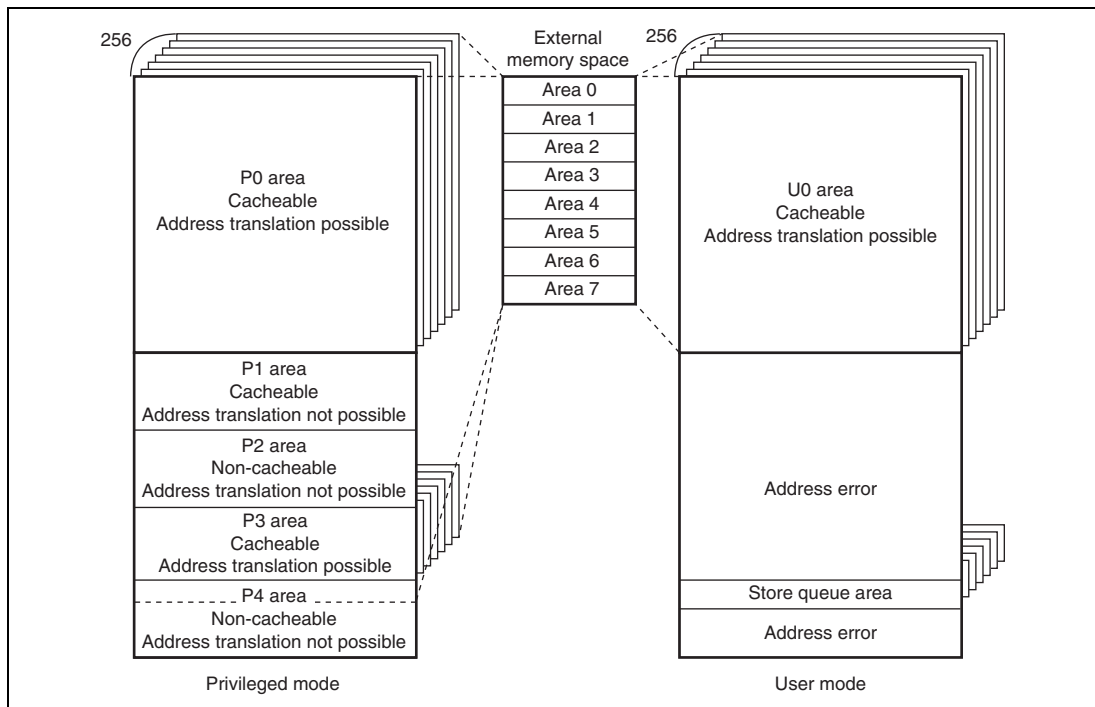 256
P0 area
Cacheable
Address translation possible
P1 area
Cacheable
Address translation not possible
P2 area
Non-cacheable
Address translation not possible
P3 area
Cacheable
Address translation possible
P4 area
Non-cacheable
Address translation not possible
Privileged mode
External
memory space
Area 0
Area 1
Area 2
Area 3
Area 4
Area 5
Area 6
Area 7
256
U0 area
Cacheable
Address translation possible
Address error
Store queue area
Address error
User mode